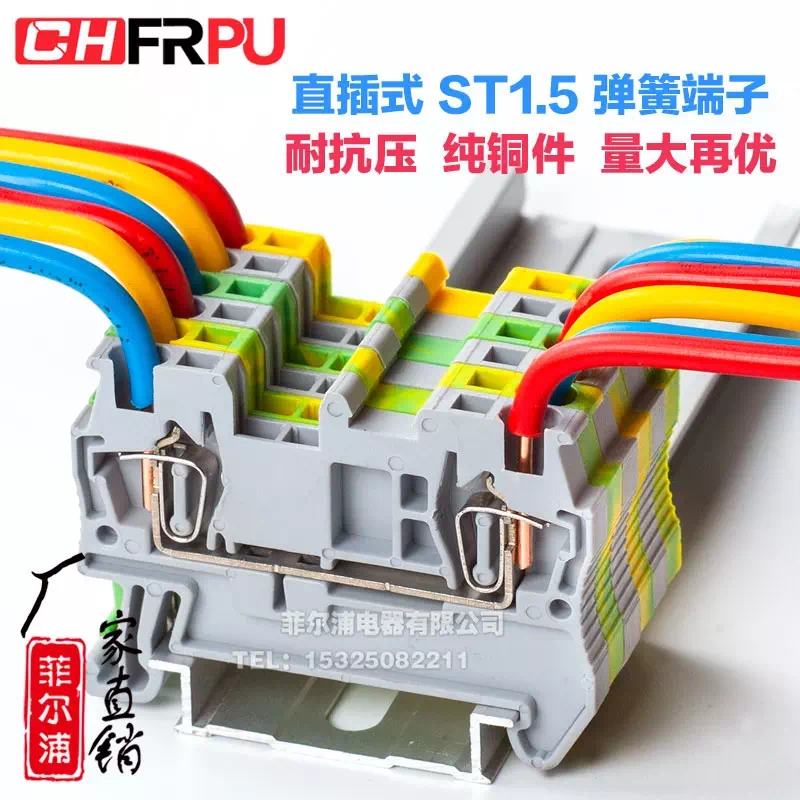 CHFRPU
直插式 ST1.5 弹簧端子
耐抗压 纯铜件 量大再优
菲尔浦电器有限公司
TEL: 15325082211
厂家直销
菲尔浦